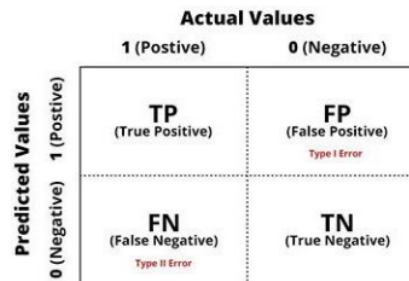 Actual Values
1 (Postive) 0 (Negative)
Predicted Values
1 (Postive)
TP FP
(True Positive) (False Positive)
Type I Error
0 (Negative)
FN TN
(False Negative) (True Negative)
Type II Error